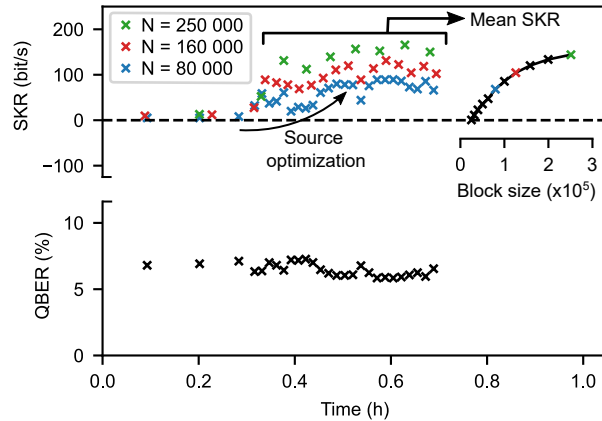 200
100
0
−100
SKR (bit/s)
N = 250 000
N = 160 000
N = 80 000
Mean SKR
Source
optimization
0 1 2 3
Block size (x10⁵)
10
5
0
QBER (%)
0.0 0.2 0.4 0.6 0.8 1.0
Time (h)